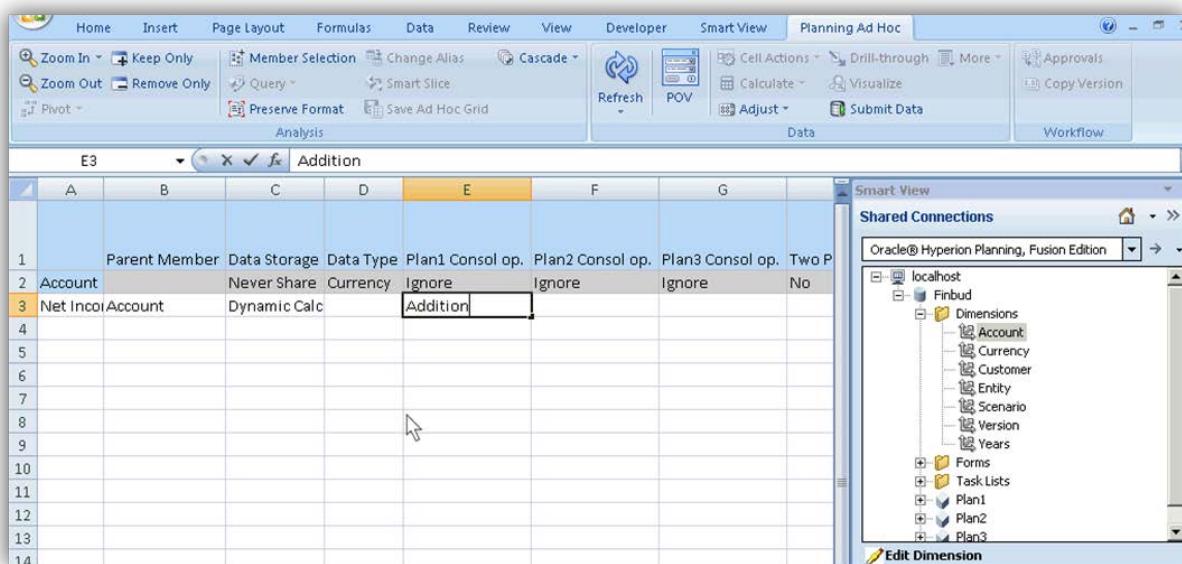 Home Insert Page Layout Formulas Data Review View Developer Smart View Planning Ad Hoc
Zoom In Keep Only Member Selection Change Alias Cascade Cell Actions Drill-through More Approvals
Zoom Out Remove Only Query Smart Slice Refresh POV Calculate Visualize Copy Version
Pivot Preserve Format Save Ad Hoc Grid Adjust Submit Data
Analysis Data Workflow
E3 fx Addition
A B C D E F G Smart View
Shared Connections
Oracle® Hyperion Planning, Fusion Edition
1 Parent Member Data Storage Data Type Plan1 Consol op. Plan2 Consol op. Plan3 Consol op. Two P
2 Account Never Share Currency Ignore Ignore Ignore No
3 Net Inco Account Dynamic Calc Addition
4
5
6
7
8
9
10
11
12
13
14
localhost
Finbud
Dimensions
Account
Currency
Customer
Entity
Scenario
Version
Years
Forms
Task Lists
Plan1
Plan2
Plan3
Edit Dimension